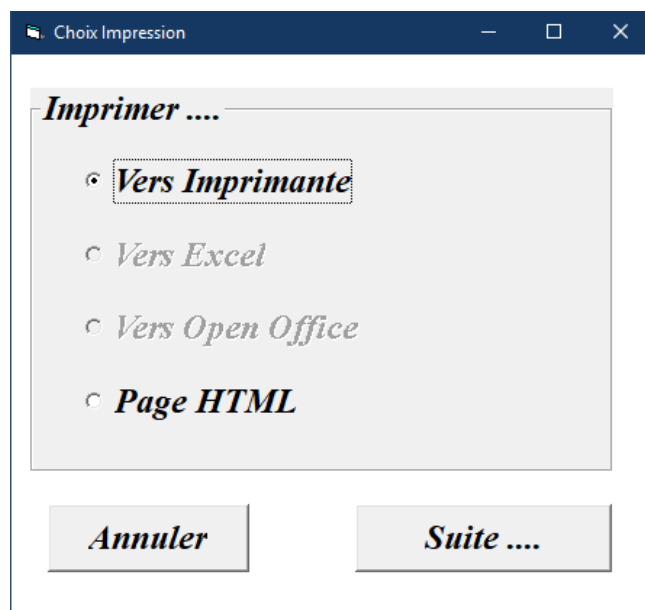 Choix Impression
Imprimer ....
Vers Imprimante
Vers Excel
Vers Open Office
Page HTML
Annuler
Suite ....